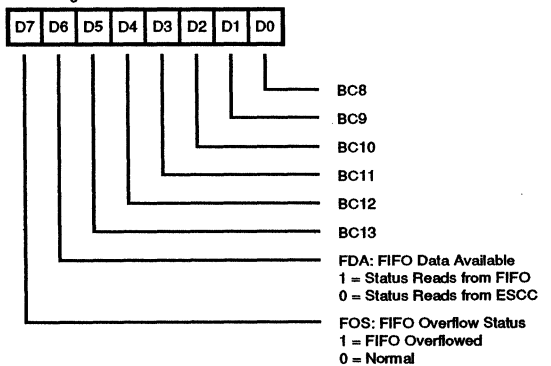 D7 D6 D5 D4 D3 D2 D1 D0
BC8
BC9
BC10
BC11
BC12
BC13
FDA: FIFO Data Available
1 = Status Reads from FIFO
0 = Status Reads from ESCC
FOS: FIFO Overflow Status
1 = FIFO Overflowed
0 = Normal